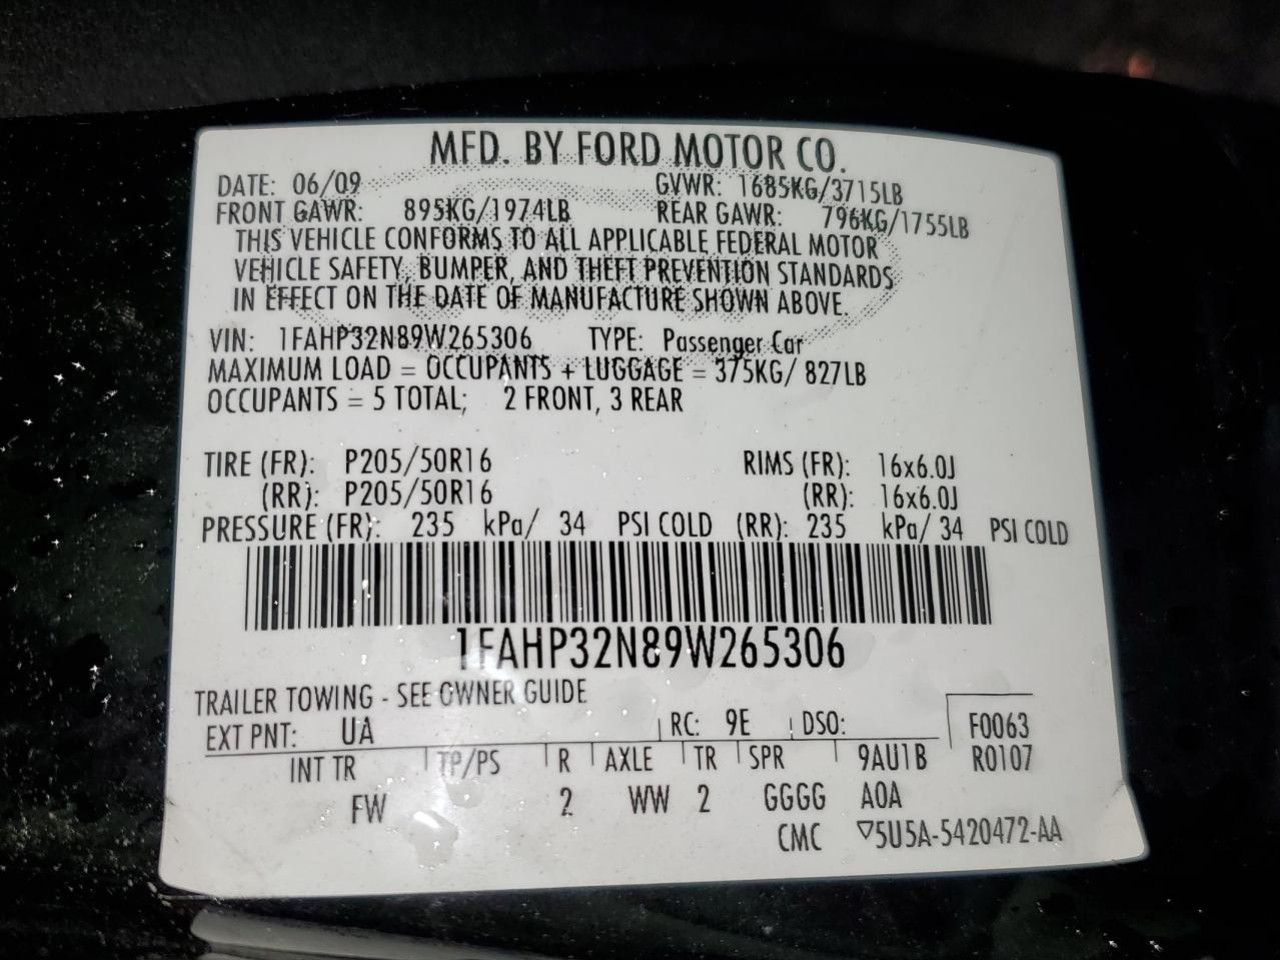 MFD. BY FORD MOTOR CO.
DATE: 06/09 GVWR: 1685KG/3715LB
FRONT GAWR: 895KG/1974LB REAR GAWR: 796KG/1755LB
THIS VEHICLE CONFORMS TO ALL APPLICABLE FEDERAL MOTOR
VEHICLE SAFETY, BUMPER, AND THEFT PREVENTION STANDARDS
IN EFFECT ON THE DATE OF MANUFACTURE SHOWN ABOVE.
VIN: 1FAHP32N89W265306 TYPE: Passenger Car
MAXIMUM LOAD = OCCUPANTS + LUGGAGE = 375KG/ 827LB
OCCUPANTS = 5 TOTAL; 2 FRONT, 3 REAR
TIRE (FR): P205/50R16 RIMS (FR): 16x6.0J
(RR): P205/50R16 (RR): 16x6.0J
PRESSURE (FR): 235 kPa/ 34 PSI COLD (RR): 235 kPa/ 34 PSI COLD
1FAHP32N89W265306
TRAILER TOWING - SEE OWNER GUIDE
EXT PNT: UA RC: 9E DSO: F0063
INT TR TP/PS R AXLE TR SPR 9AU1B R0107
FW 2 WW 2 GGGG A0A
CMC ▽5U5A-5420472-AA